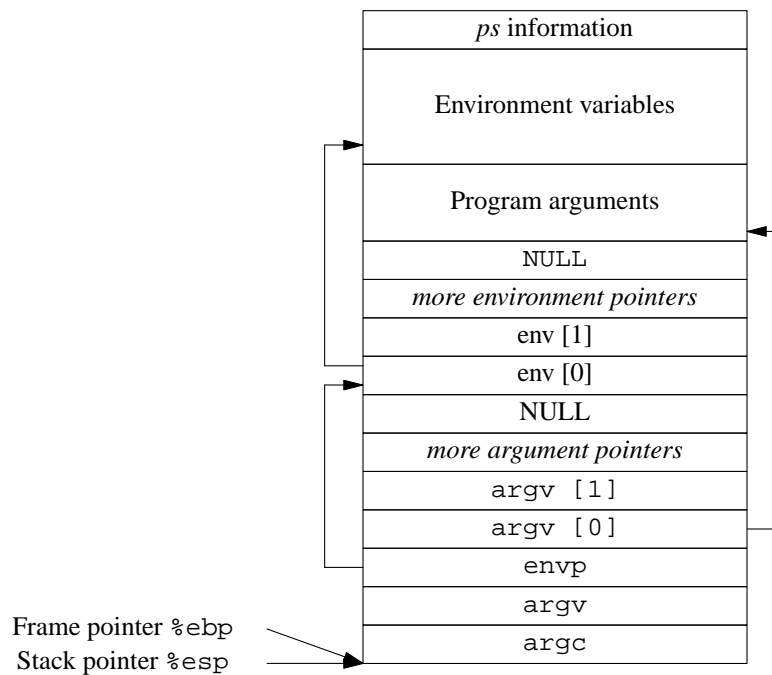 ps information
Environment variables
Program arguments
NULL
more environment pointers
env [1]
env [0]
NULL
more argument pointers
argv [1]
argv [0]
envp
argv
argc
Frame pointer %ebp
Stack pointer %esp